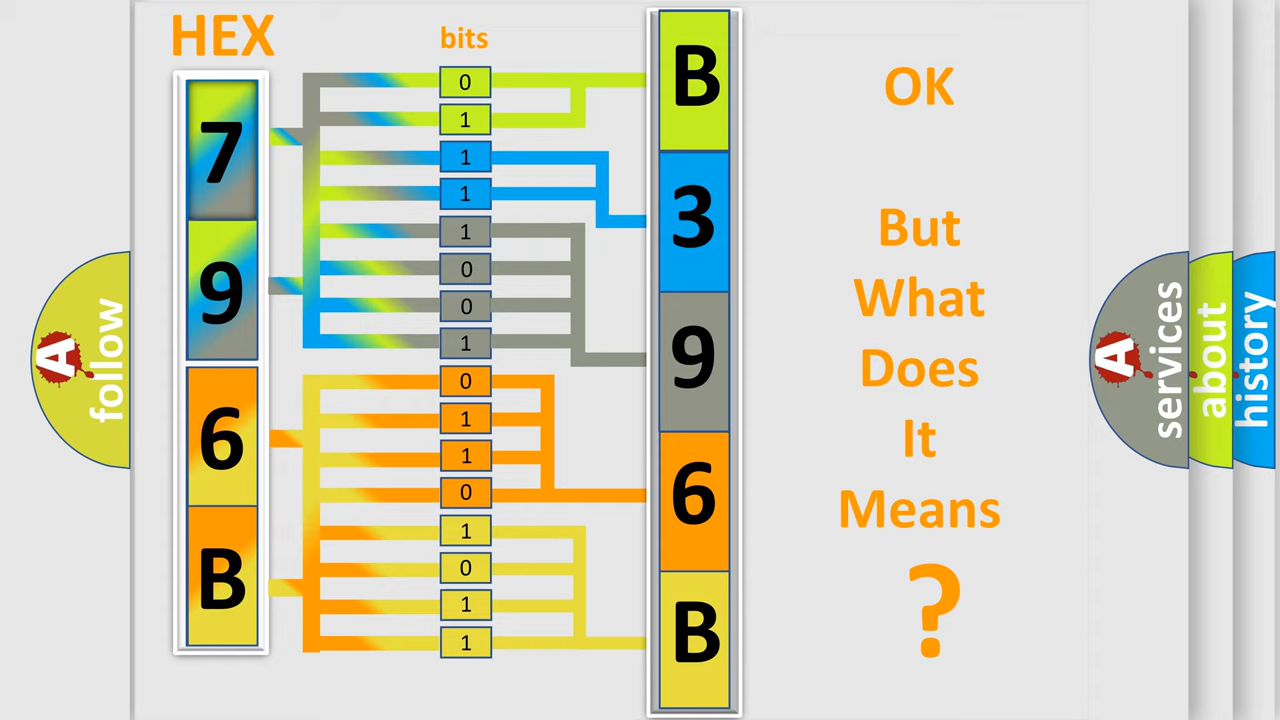 HEX
bits
7
9
6
B
0
1
1
1
1
0
0
1
0
1
1
0
1
0
1
1
B
3
9
6
B
OK
But
What
Does
It
Means
?
A
follow
A
services
about
history